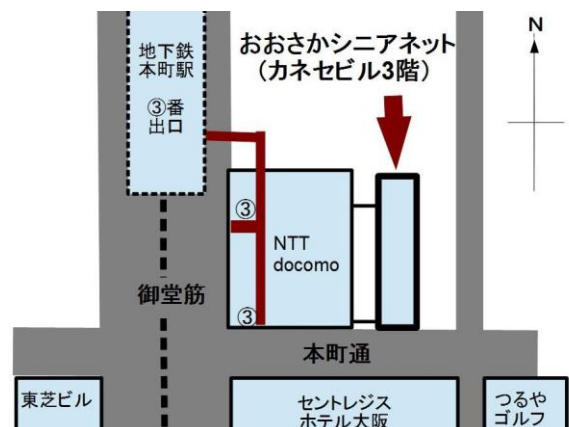 地下鉄
本町駅
③番
出口
おおさかシニアネット
（カネセビル3階）
N
③
NTT
docomo
御堂筋
③
本町通
東芝ビル
セントレジス
ホテル大阪
つるや
ゴルフ